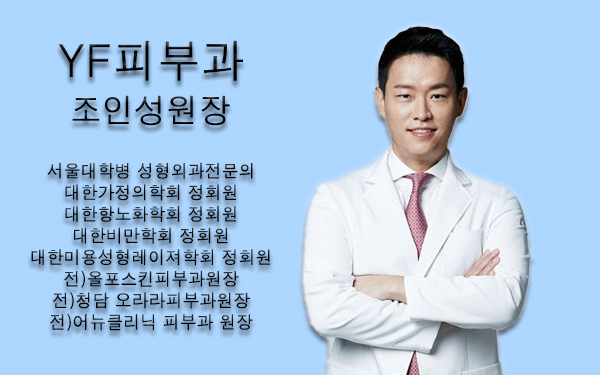 YF피부과
조인성원장
서울대학병 성형외과전문의
대한가정의학회 정회원
대한항노화학회 정회원
대한비만학회 정회원
대한미용성형레이져학회 정회원
전)올포스킨피부과원장
전)청담 오라라피부과원장
전)어뉴클리닉 피부과 원장